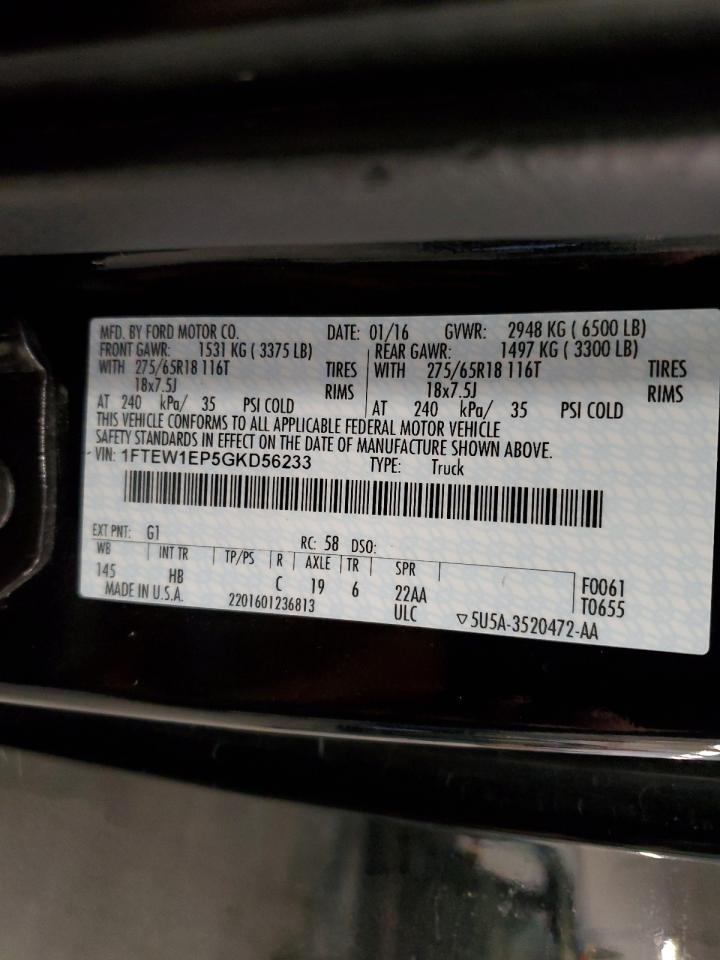 MFD. BY FORD MOTOR CO. DATE: 01/16 GVWR: 2948 KG ( 6500 LB)
FRONT GAWR: 1531 KG ( 3375 LB) REAR GAWR: 1497 KG ( 3300 LB)
WITH 275/65R18 116T TIRES WITH 275/65R18 116T TIRES
18x7.5J RIMS 18x7.5J RIMS
AT 240 kPa/ 35 PSI COLD AT 240 kPa/ 35 PSI COLD
THIS VEHICLE CONFORMS TO ALL APPLICABLE FEDERAL MOTOR VEHICLE
SAFETY STANDARDS IN EFFECT ON THE DATE OF MANUFACTURE SHOWN ABOVE.
VIN: 1FTEW1EP5GKD56233 TYPE: Truck
EXT PNT: G1 RC: 58 DSO:
WB INT TR TP/PS R AXLE TR SPR
145 HB C 19 6 22AA F0061
MADE IN U.S.A. 2201601236813 ULC T0655
5U5A-3520472-AA